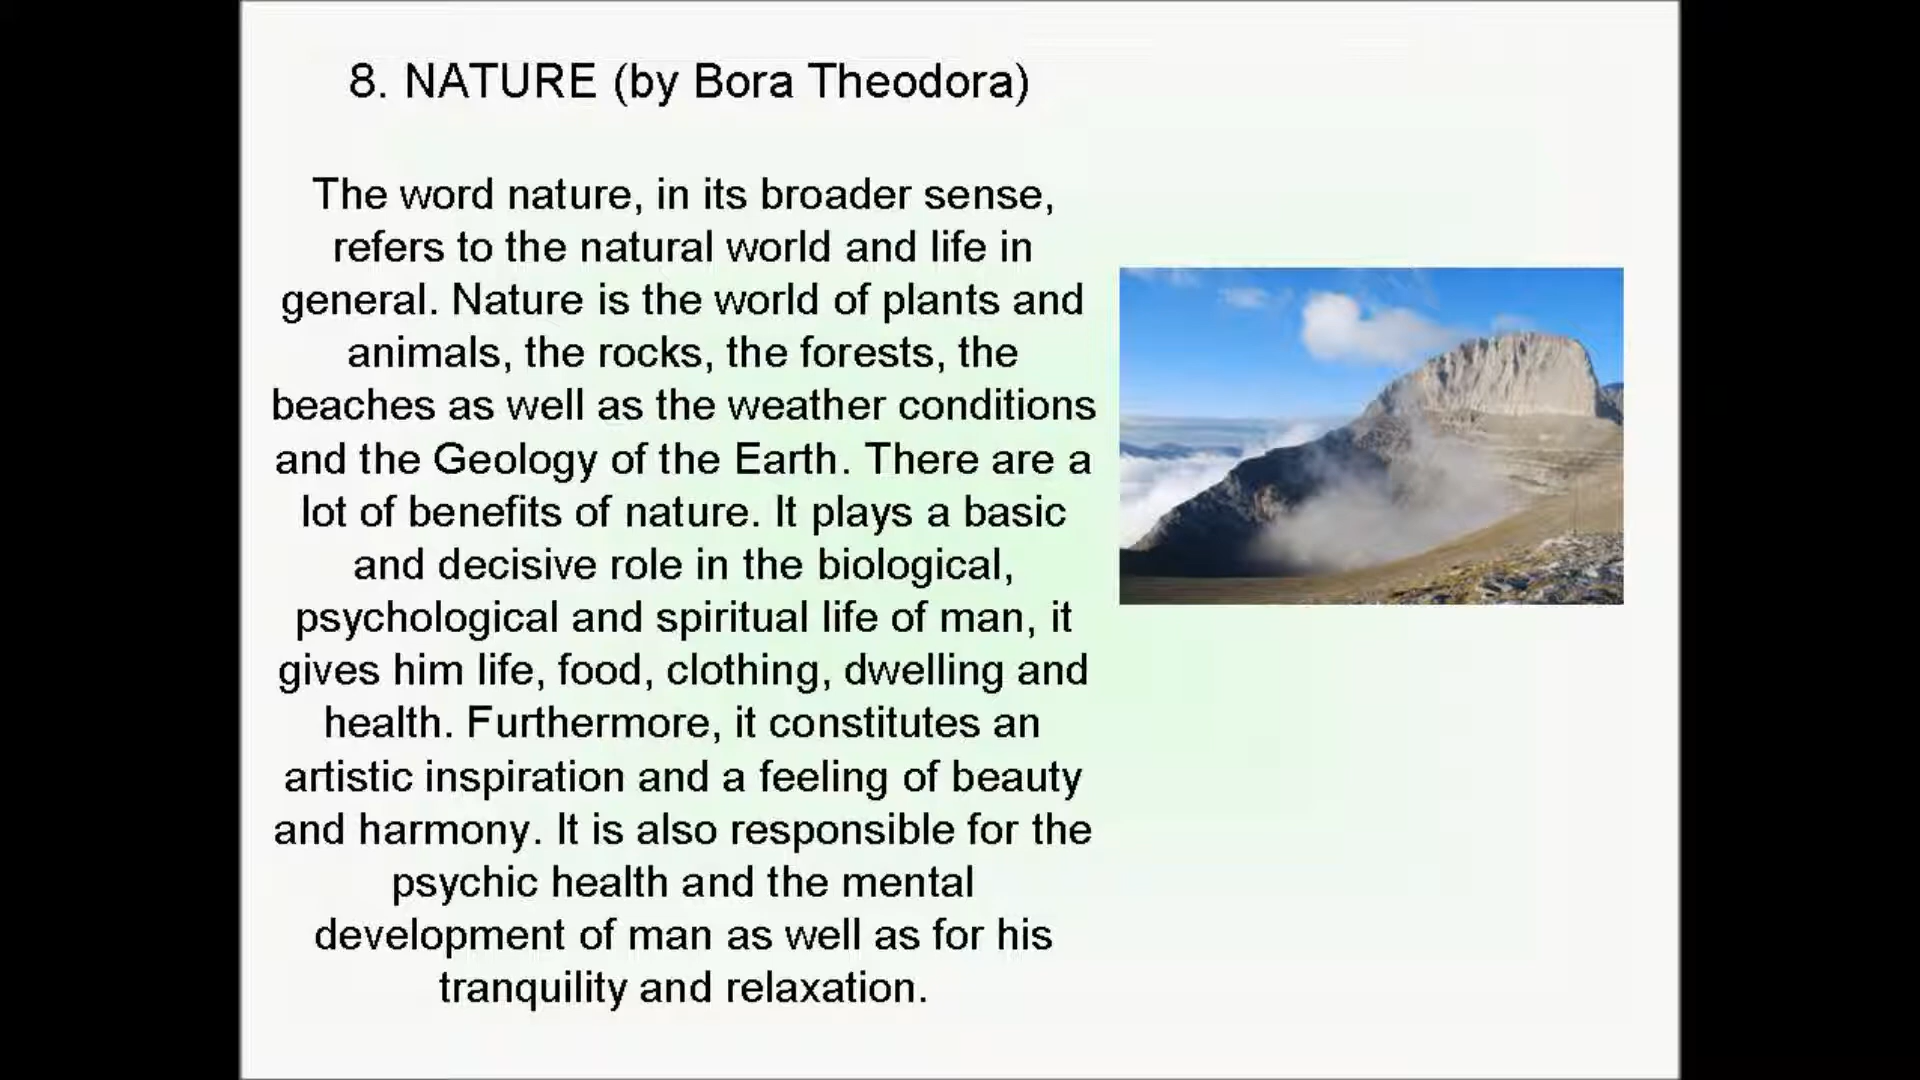 8. NATURE (by Bora Theodora)
The word nature, in its broader sense,
refers to the natural world and life in
general. Nature is the world of plants and
animals, the rocks, the forests, the
beaches as well as the weather conditions
and the Geology of the Earth. There are a
lot of benefits of nature. It plays a basic
and decisive role in the biological,
psychological and spiritual life of man, it
gives him life, food, clothing, dwelling and
health. Furthermore, it constitutes an
artistic inspiration and a feeling of beauty
and harmony. It is also responsible for the
psychic health and the mental
development of man as well as for his
tranquility and relaxation.